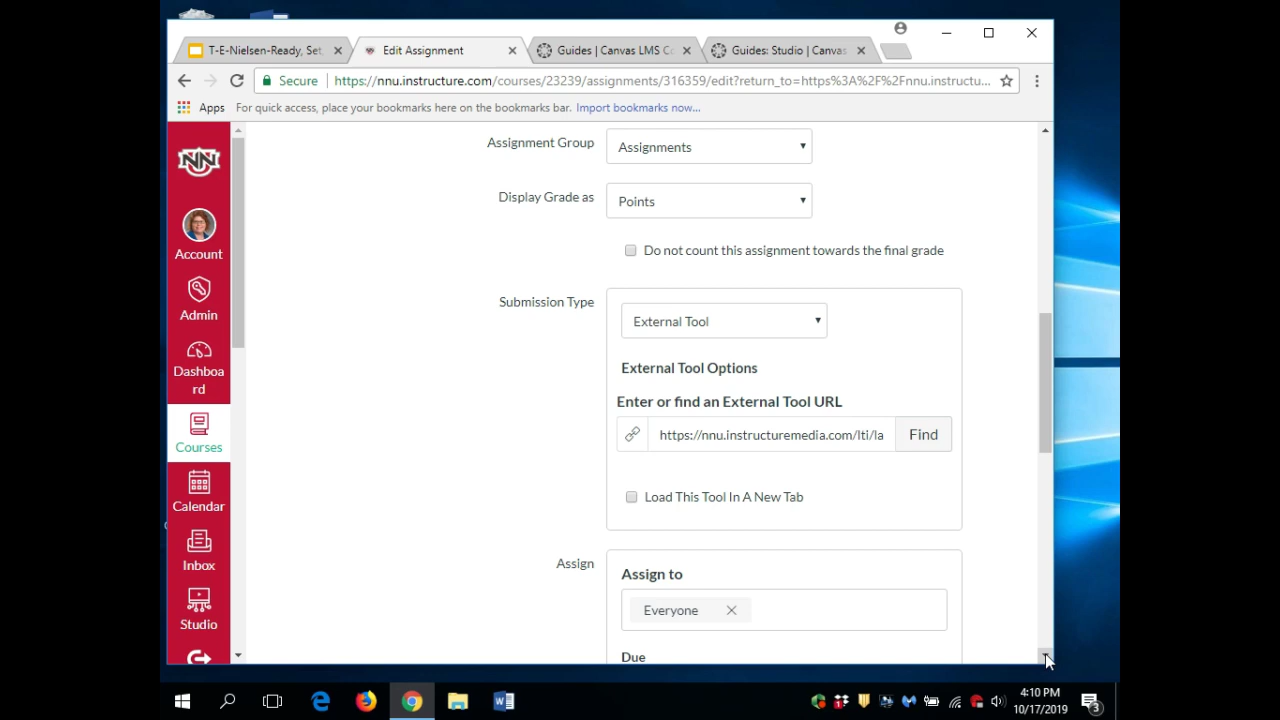 T-E-Nielsen-Ready, Set,
Edit Assignment
Guides | Canvas LMS Co
Guides: Studio | Canvas
Secure
https://nnu.instructure.com/courses/23239/assignments/316359/edit?return_to=https%3A%2F%2Fnnu.instructu...
Apps
For quick access, place your bookmarks here on the bookmarks bar.
Import bookmarks now...
NN
Account
Admin
Dashboa
rd
Courses
Calendar
Inbox
Studio
Assignment Group
Assignments
Display Grade as
Points
Do not count this assignment towards the final grade
Submission Type
External Tool
External Tool Options
Enter or find an External Tool URL
https://nnu.instructuremedia.com/lti/la
Find
Load This Tool In A New Tab
Assign
Assign to
Everyone
Due
4:10 PM
10/17/2019
3